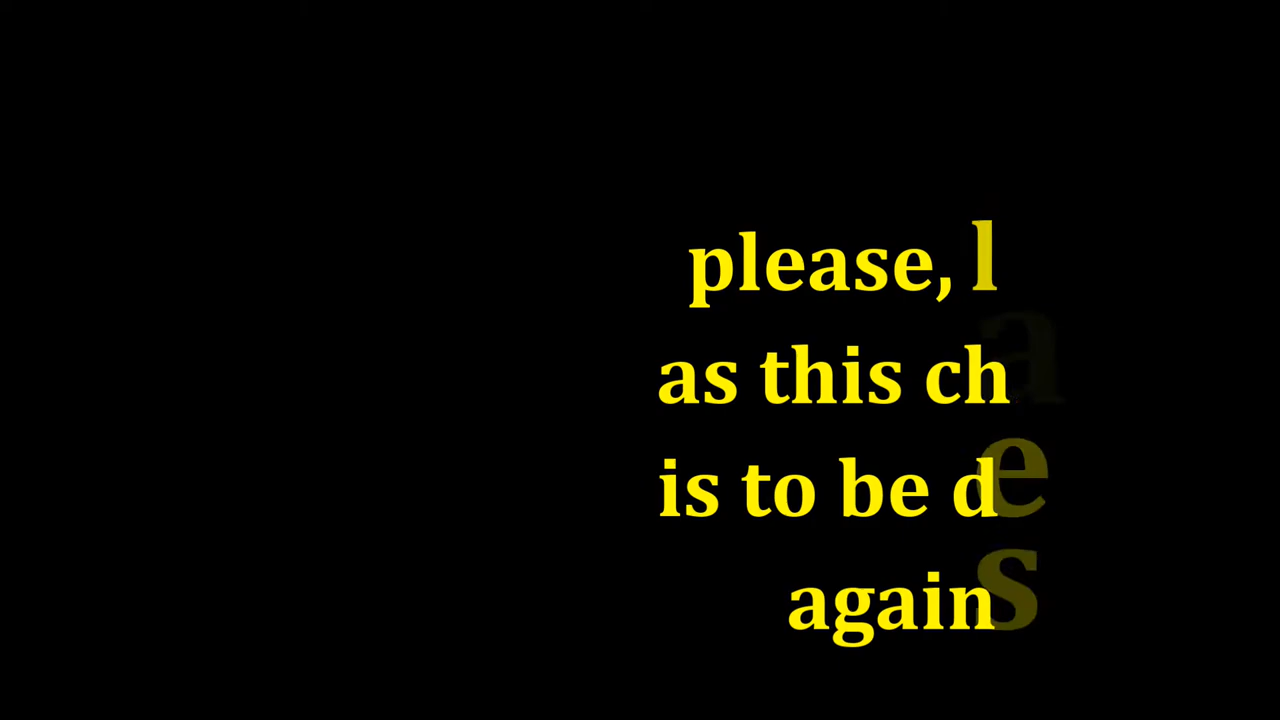 please, l
as this ch
is to be d
again